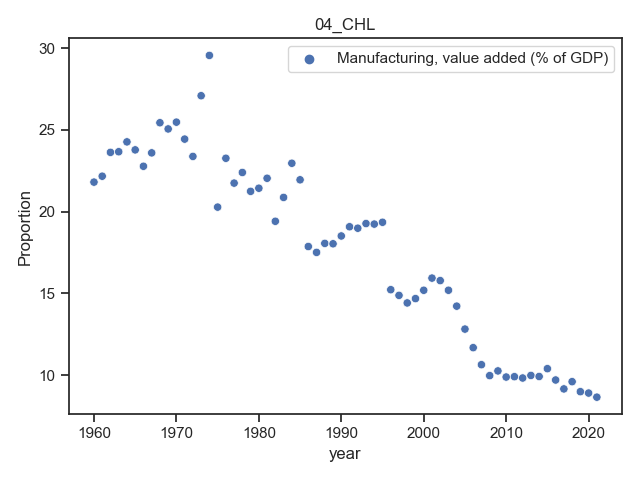 04_CHL
Manufacturing, value added (% of GDP)
30
25
20
15
10
Proportion
1960 1970 1980 1990 2000 2010 2020
year